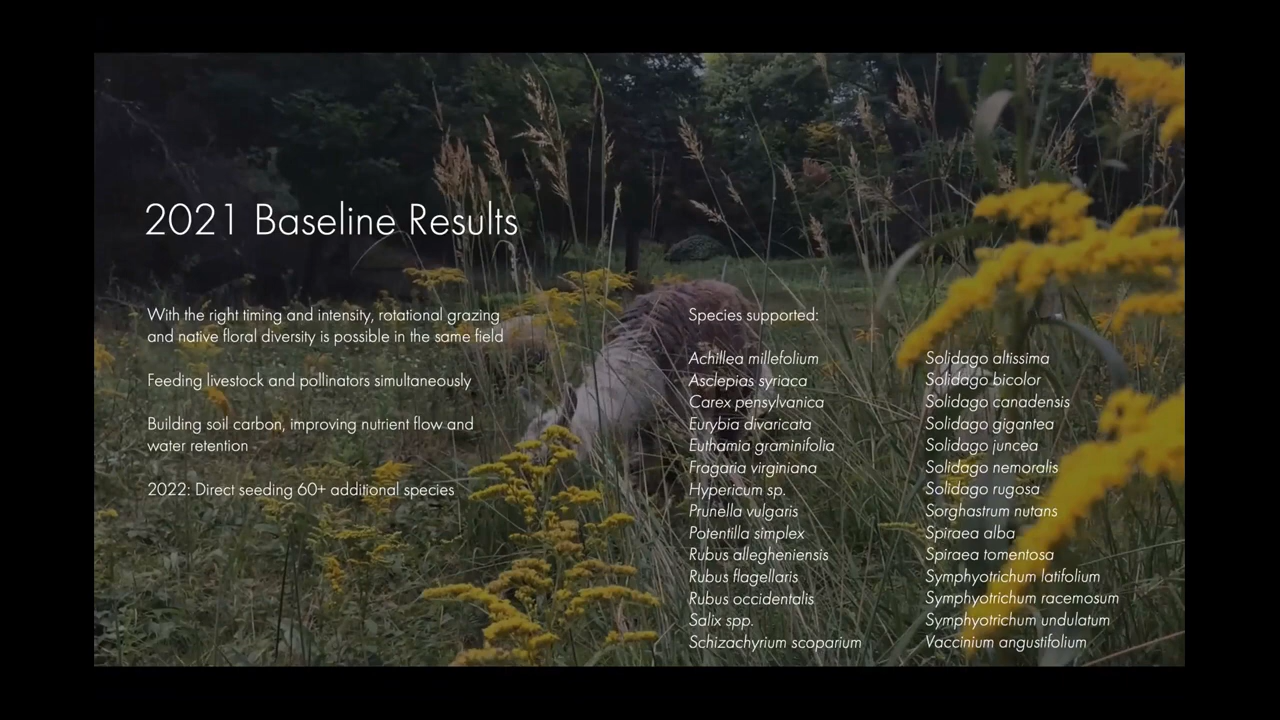 2021 Baseline Results
With the right timing and intensity, rotational grazing
and native floral diversity is possible in the same field
Feeding livestock and pollinators simultaneously
Building soil carbon, improving nutrient flow and
water retention
2022: Direct seeding 60+ additional species
Species supported:
Achillea millefolium
Asclepias syriaca
Carex pensylvanica
Eurybia divaricata
Euthamia graminifolia
Fragaria virginiana
Hypericum sp.
Prunella vulgaris
Potentilla simplex
Rubus allegheniensis
Rubus flagellaris
Rubus occidentalis
Salix spp.
Schizachyrium scoparium
Solidago altissima
Solidago bicolor
Solidago canadensis
Solidago gigantea
Solidago juncea
Solidago nemoralis
Solidago rugosa
Sorghastrum nutans
Spiraea alba
Spiraea tomentosa
Symphyotrichum latifolium
Symphyotrichum racemosum
Symphyotrichum undulatum
Vaccinium angustifolium